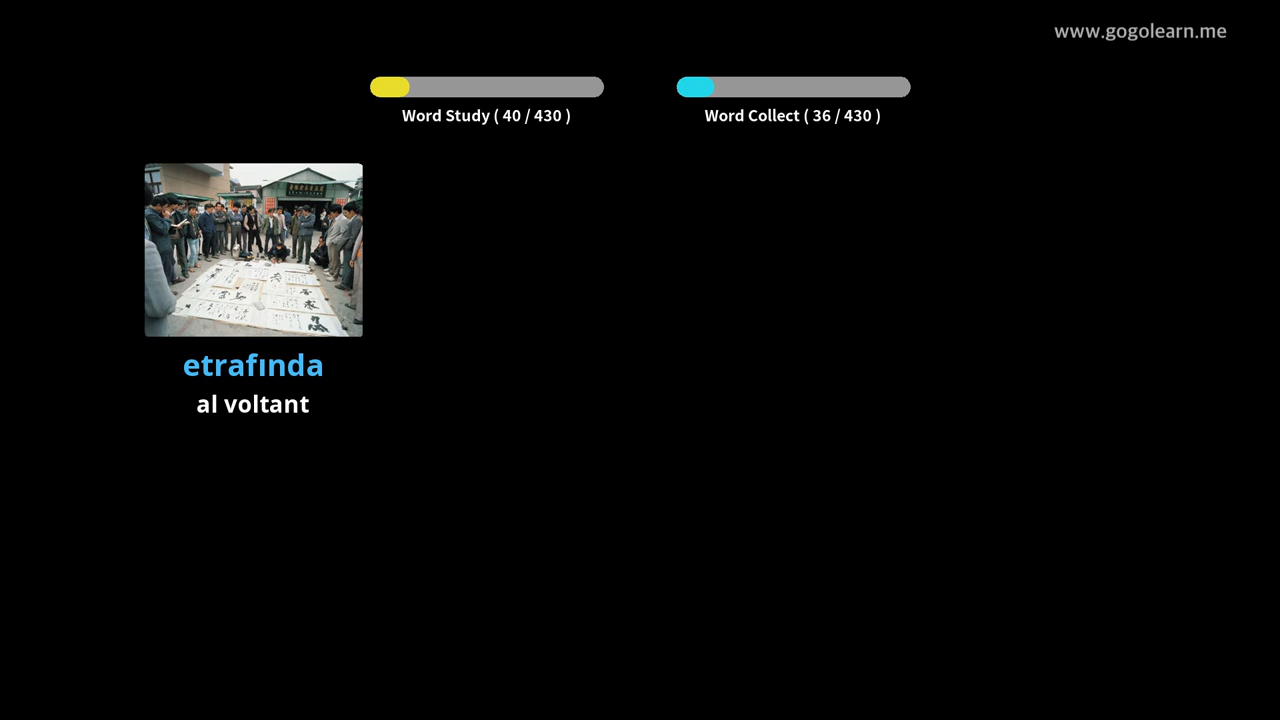 www.gogolearn.me
Word Study ( 40 / 430 )
Word Collect ( 36 / 430 )
etrafında
al voltant